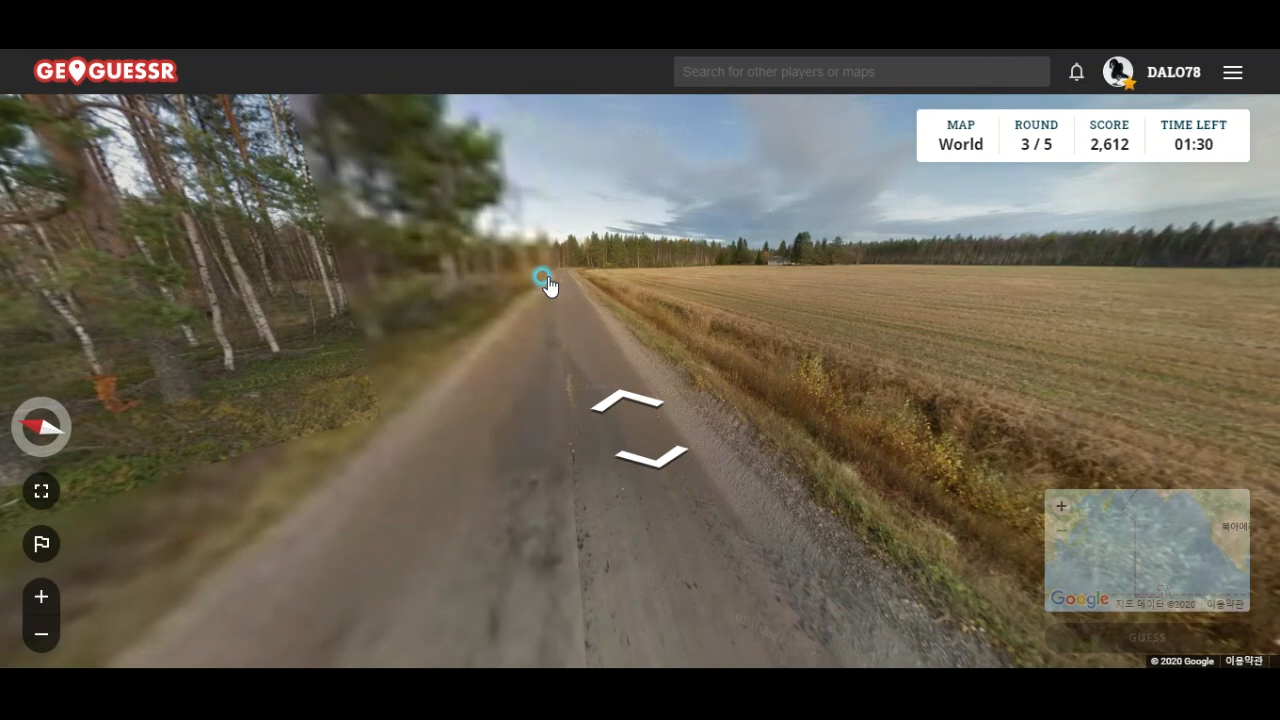 GEOGUESSR
Search for other players or maps
DALO78
MAP ROUND SCORE TIME LEFT
World 3 / 5 2,612 01:30
북아메
Google 지도 데이터 ©2020 이용약관
GUESS
© 2020 Google 이용약관